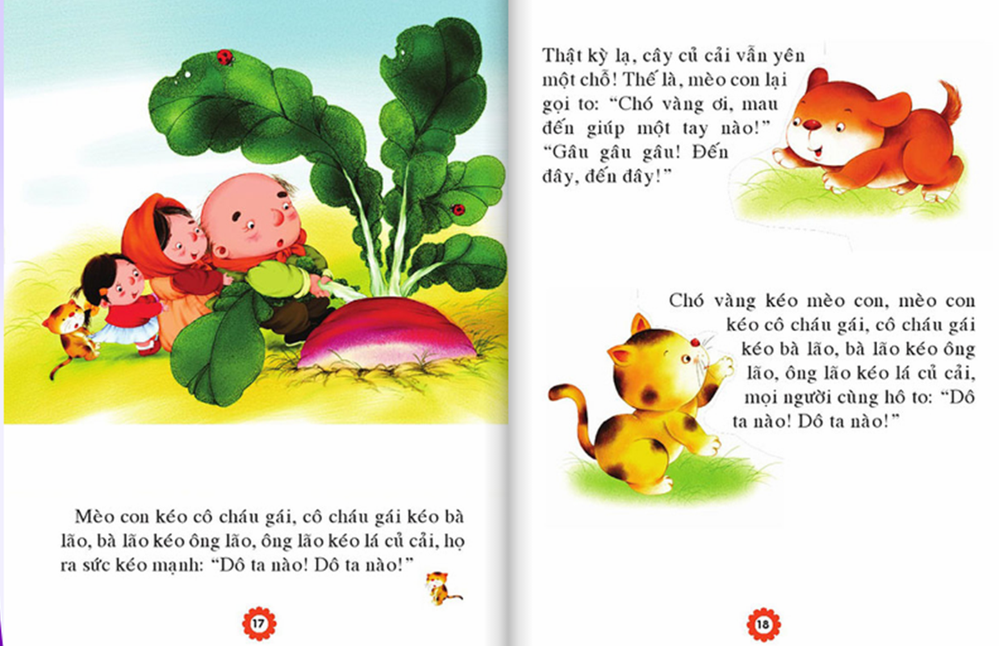 Mèo con kéo cô cháu gái, cô cháu gái kéo bà
lão, bà lão kéo ông lão, ông lão kéo lá củ cải, họ
ra sức kéo mạnh: “Dô ta nào! Dô ta nào!”
17
Thật kỳ lạ, cây củ cải vẫn yên
một chỗ! Thế là, mèo con lại
gọi to: “Chó vàng ơi, mau
đến giúp một tay nào!”
“Gâu gâu gâu! Đến
đây, đến đây!”
Chó vàng kéo mèo con, mèo con
kéo cô cháu gái, cô cháu gái
kéo bà lão, bà lão kéo ông
lão, ông lão kéo lá củ cải,
mọi người cùng hô to: “Dô
ta nào! Dô ta nào!”
18